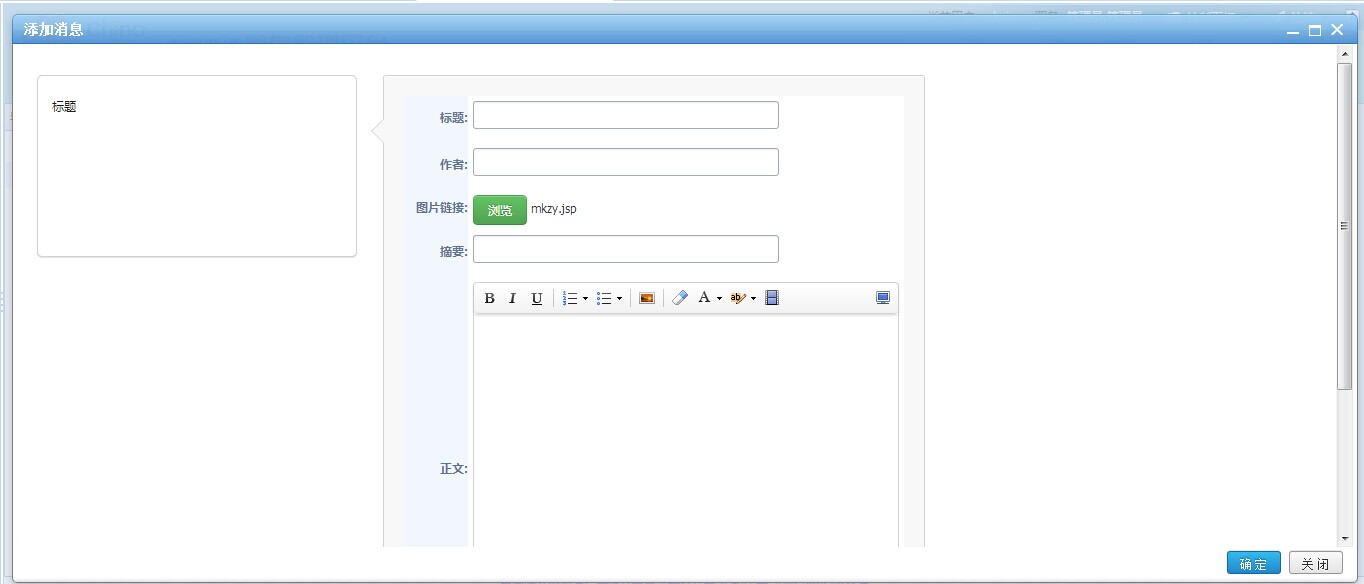 添加消息
标题
标题:
作者:
图片链接:
浏览 mkzy.jsp
摘要:
B I U A ab
正文:
确定 关闭